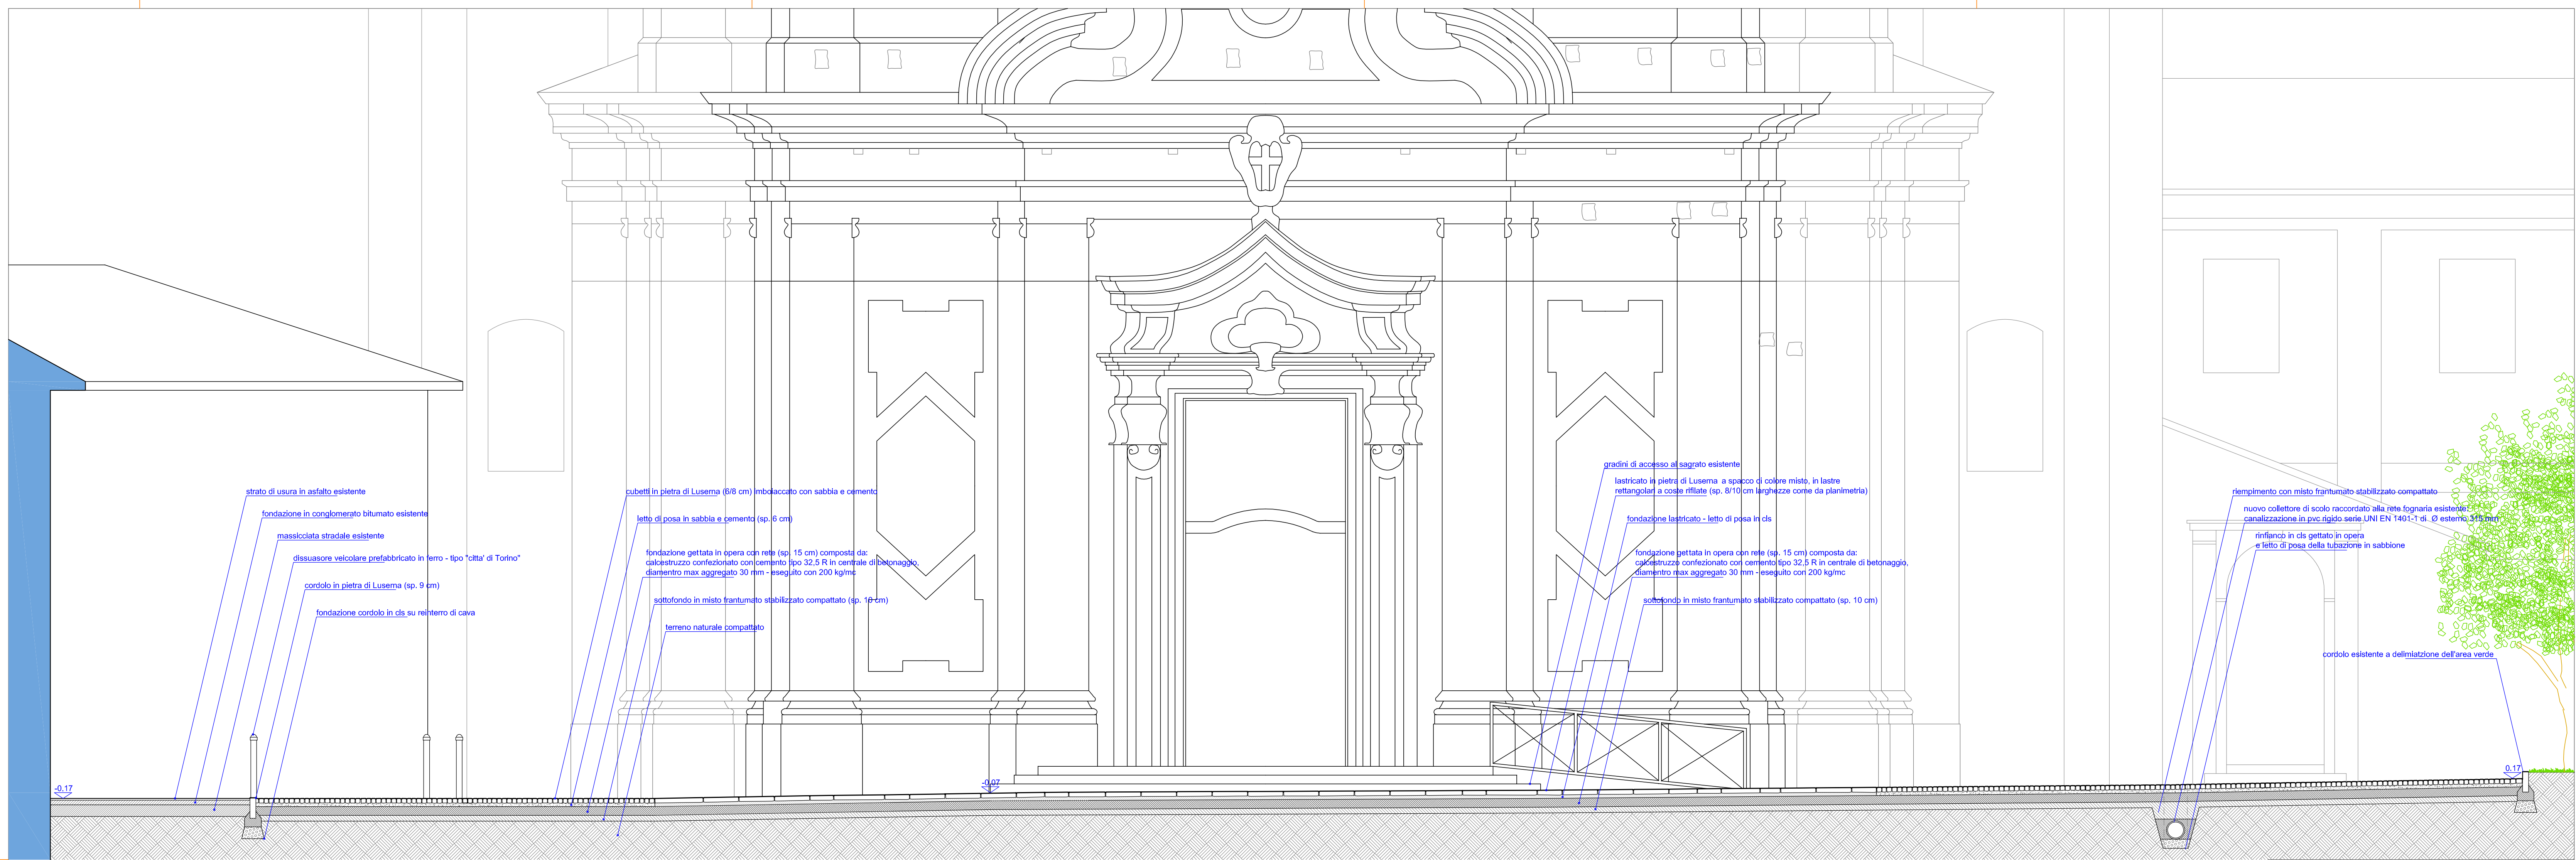 strato di usura in asfalto esistente
fondazione in conglomerato bitumato esistente
massicciata stradale esistente
dissuasore veicolare prefabbricato in ferro - tipo "citta' di Torino"
cordolo in pietra di Luserna (sp. 9 cm)
fondazione cordolo in cls su reinterro di cava
cubetti in pietra di Luserna (6/8 cm) imboiaccato con sabbia e cemento
letto di posa in sabbia e cemento (sp. 6 cm)
fondazione gettata in opera con rete (sp. 15 cm) composta da:
calcestruzzo confezionato con cemento tipo 32,5 R in centrale di betonaggio,
diamentro max aggregato 30 mm - eseguito con 200 kg/mc
sottofondo in misto frantumato stabilizzato compattato (sp. 10 cm)
terreno naturale compattato
gradini di accesso al sagrato esistente
lastricato in pietra di Luserna a spacco di colore misto, in lastre
rettangolari a coste rifilate (sp. 8/10 cm larghezze come da planimetria)
fondazione lastricato - letto di posa in cls
fondazione gettata in opera con rete (sp. 15 cm) composta da:
calcestruzzo confezionato con cemento tipo 32,5 R in centrale di betonaggio,
diamentro max aggregato 30 mm - eseguito con 200 kg/mc
sottofondo in misto frantumato stabilizzato compattato (sp. 10 cm)
riempimento con misto frantumato stabilizzato compattato
nuovo collettore di scolo raccordato alla rete fognaria esistente:
canalizzazione in pvc rigido serie UNI EN 1401-1 di Ø esterno 315 mm
rinfianco in cls gettato in opera
e letto di posa della tubazione in sabbione
cordolo esistente a delimiatzione dell'area verde
-0.17
-0.07
0.17